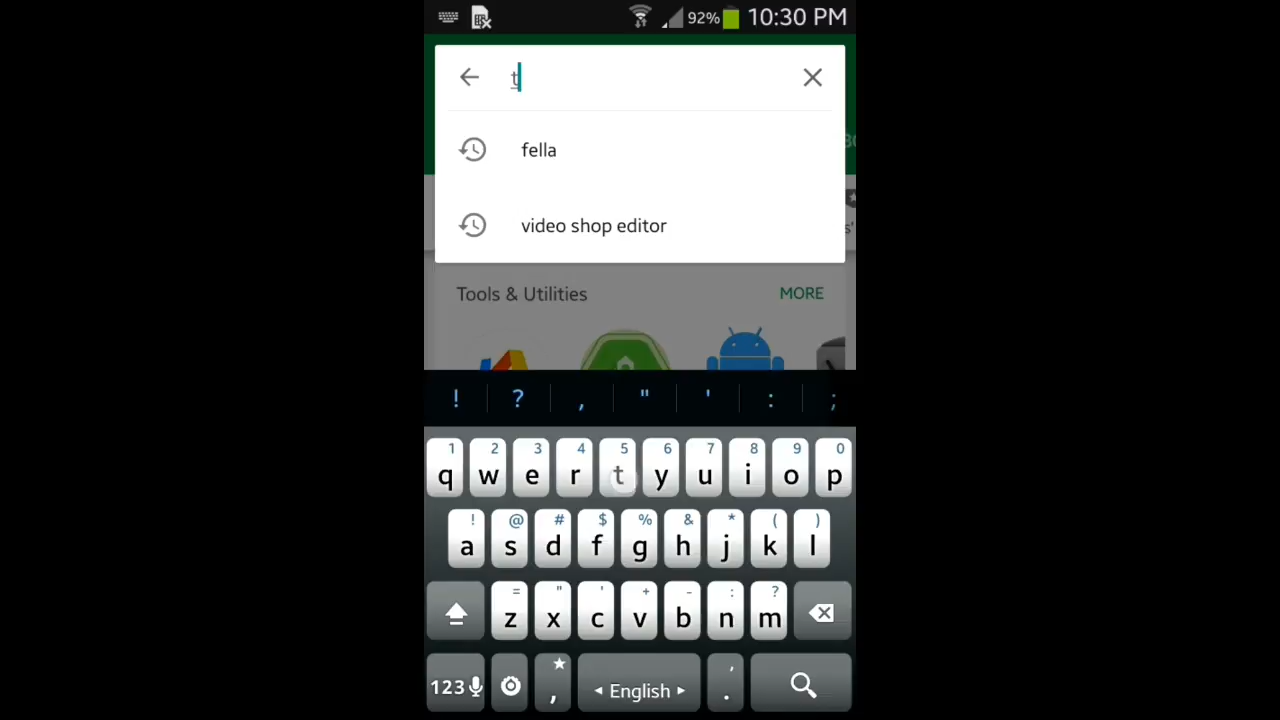 92% 10:30 PM
t
fella
video shop editor
Tools & Utilities MORE
! ? , " ' : ;
1 2 3 4 5 6 7 8 9 0
q w e r t y u i o p
! @ # $ % & * ( )
a s d f g h j k l
= " ' + - : ?
z x c v b n m
123 , ◂ English ▸ , .